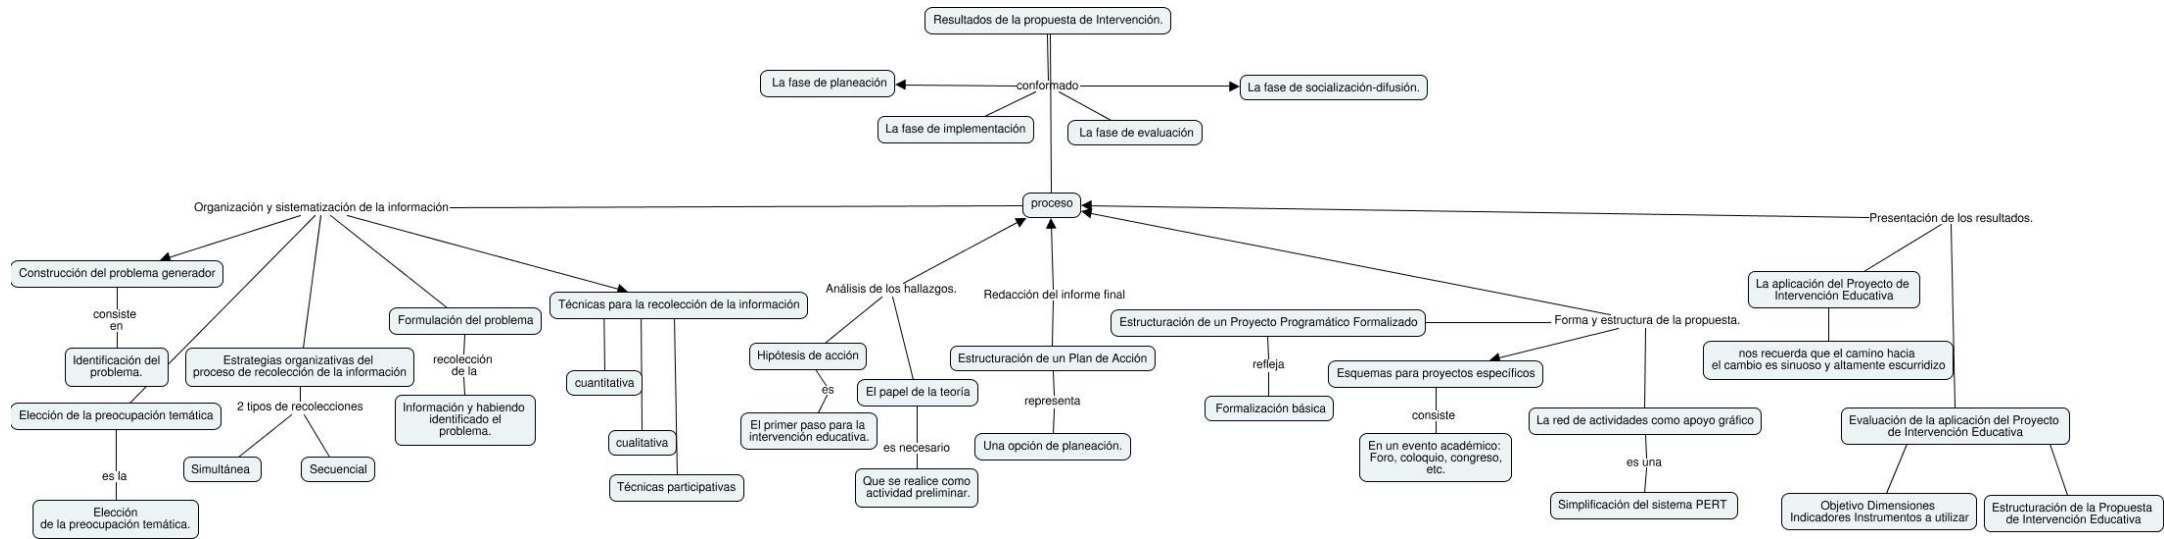 Resultados de la propuesta de Intervención.
La fase de planeación
conformado
La fase de socialización-difusión.
La fase de implementación
La fase de evaluación
proceso
Organización y sistematización de la información
Presentación de los resultados.
Construcción del problema generador
consiste
en
Identificación del
problema.
Elección de la preocupación temática
es la
Elección
de la preocupación temática.
Estrategias organizativas del
proceso de recolección de la información
2 tipos de recolecciones
Simultánea
Secuencial
Formulación del problema
recolección
de la
Información y habiendo
identificado el
problema.
Técnicas para la recolección de la información
cuantitativa
cualitativa
Técnicas participativas
Análisis de los hallazgos.
Hipótesis de acción
es
El primer paso para la
intervención educativa.
El papel de la teoría
es necesario
Que se realice como
actividad preliminar.
Redacción del informe final
Estructuración de un Plan de Acción
representa
Una opción de planeación.
Forma y estructura de la propuesta.
Estructuración de un Proyecto Programático Formalizado
refleja
Formalización básica
Esquemas para proyectos específicos
consiste
En un evento académico:
Foro, coloquio, congreso,
etc.
La red de actividades como apoyo gráfico
es una
Simplificación del sistema PERT
La aplicación del Proyecto de
Intervención Educativa
nos recuerda que el camino hacia
el cambio es sinuoso y altamente escurridizo
Evaluación de la aplicación del Proyecto
de Intervención Educativa
Objetivo Dimensiones
Indicadores Instrumentos a utilizar
Estructuración de la Propuesta
de Intervención Educativa